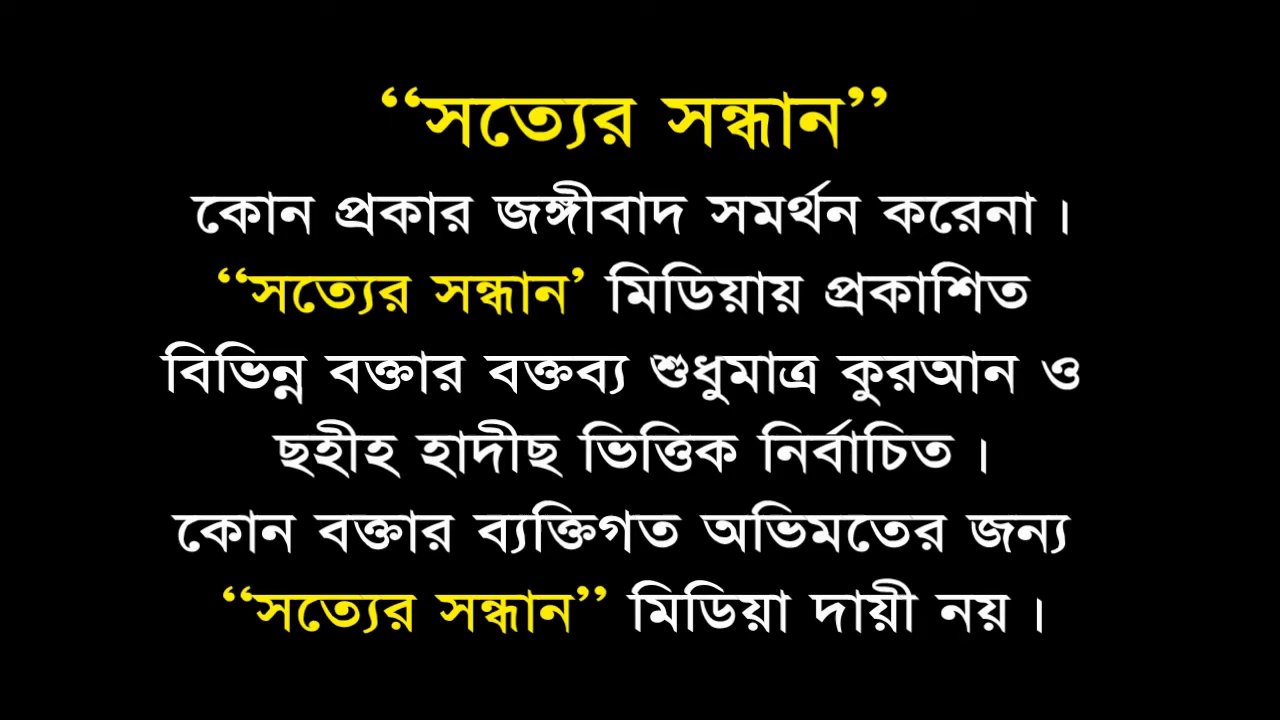 ‘‘সত্যের সন্ধান’’
কোন প্রকার জঙ্গীবাদ সমর্থন করেনা।
‘‘সত্যের সন্ধান’ মিডিয়ায় প্রকাশিত
বিভিন্ন বক্তার বক্তব্য শুধুমাত্র কুরআন ও
ছহীহ হাদীছ ভিত্তিক নির্বাচিত।
কোন বক্তার ব্যক্তিগত অভিমতের জন্য
‘‘সত্যের সন্ধান’’ মিডিয়া দায়ী নয়।